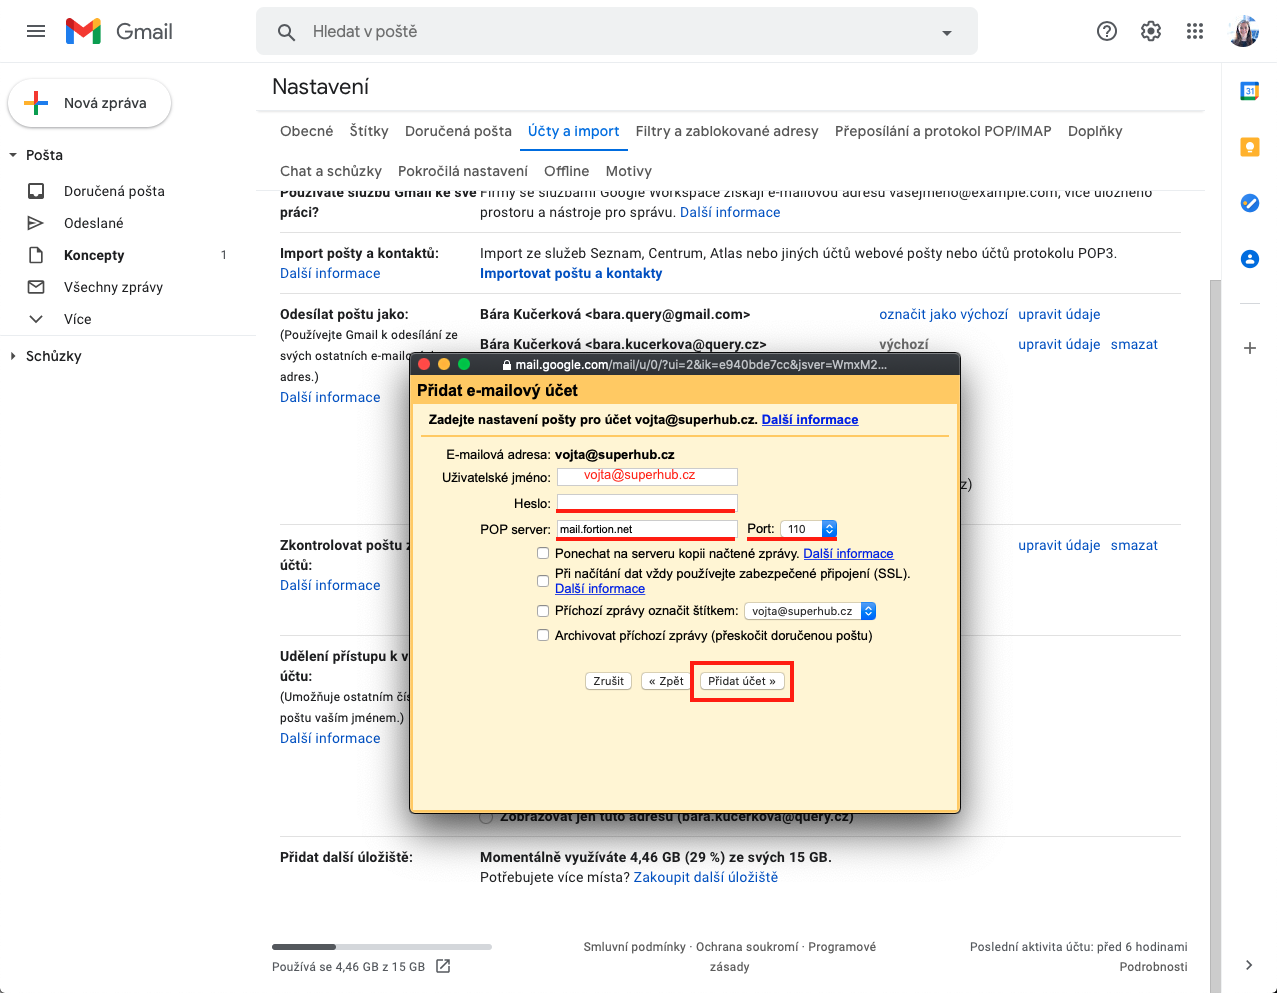 Gmail
Hledat v poště
Nová zpráva
Pošta
Doručená pošta
Odeslané
Koncepty 1
Všechny zprávy
Více
Schůzky
Nastavení
Obecné Štítky Doručená pošta Účty a import Filtry a zablokované adresy Přeposílání a protokol POP/IMAP Doplňky
Chat a schůzky Pokročilá nastavení Offline Motivy
Používáte službu Gmail ke své práci?
Firmy se službami Google Workspace získají e-mailovou adresu vasejmeno@example.com, více úložného
prostoru a nástroje pro správu. Další informace
Import pošty a kontaktů:
Další informace
Import ze služeb Seznam, Centrum, Atlas nebo jiných účtů webové pošty nebo účtů protokolu POP3.
Importovat poštu a kontakty
Odesílat poštu jako:
(Používejte Gmail k odesílání ze
svých ostatních
adres.)
Další informace
Bára Kučerková <bara.query@gmail.com> označit jako výchozí upravit údaje
Bára Kučerková <bara.kucerkova@query.cz> výchozí upravit údaje smazat
z)
mail.google.com/mail/u/0/?ui=2&ik=e940bde7cc&jsver=WmxM2...
Přidat e-mailový účet
Zadejte nastavení pošty pro účet vojta@superhub.cz. Další informace
E-mailová adresa: vojta@superhub.cz
Uživatelské jméno: vojta@superhub.cz
Heslo:
POP server: mail.fortion.net Port: 110
Ponechat na serveru kopii načtené zprávy. Další informace
Při načítání dat vždy používejte zabezpečené připojení (SSL).
Další informace
Příchozí zprávy označit štítkem: vojta@superhub.cz
Archivovat příchozí zprávy (přeskočit doručenou poštu)
Zrušit « Zpět Přidat účet »
Zkontrolovat poštu z
účtů:
Další informace
upravit údaje smazat
Udělení přístupu k
účtu:
(Umožňuje ostatním
poštu vaším jménem.)
Další informace
Zobrazovat jen tuto adresu (bara.kucerkova@query.cz)
Přidat další úložiště:
Momentálně využíváte 4,46 GB (29 %) ze svých 15 GB.
Potřebujete více místa? Zakoupit další úložiště
Používá se 4,46 GB z 15 GB
Smluvní podmínky · Ochrana soukromí · Programové
zásady
Poslední aktivita účtu: před 6 hodinami
Podrobnosti
31